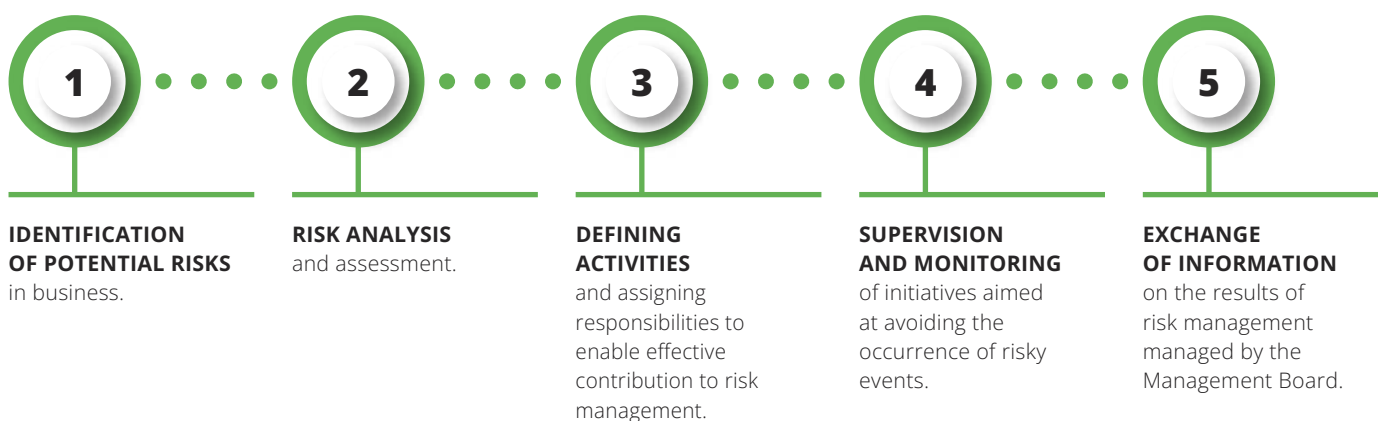 1
IDENTIFICATION
OF POTENTIAL RISKS
in business.
2
RISK ANALYSIS
and assessment.
3
DEFINING
ACTIVITIES
and assigning
responsibilities to
enable effective
contribution to risk
management.
4
SUPERVISION
AND MONITORING
of initiatives aimed
at avoiding the
occurrence of risky
events.
5
EXCHANGE
OF INFORMATION
on the results of
risk management
managed by the
Management Board.